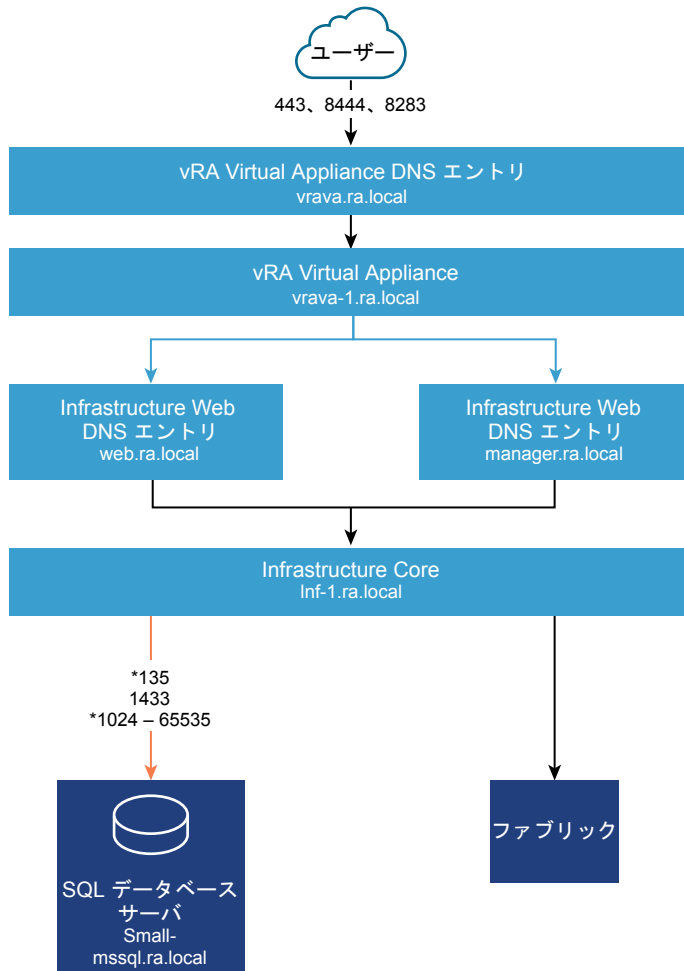 ユーザー
443、8444、8283
vRA Virtual Appliance DNS エントリ
vrava.ra.local
vRA Virtual Appliance
vrava-1.ra.local
Infrastructure Web
DNS エントリ
web.ra.local
Infrastructure Web
DNS エントリ
manager.ra.local
Infrastructure Core
Inf-1.ra.local
*135
1433
*1024 – 65535
SQL データベース
サーバ
Small-
mssql.ra.local
ファブリック